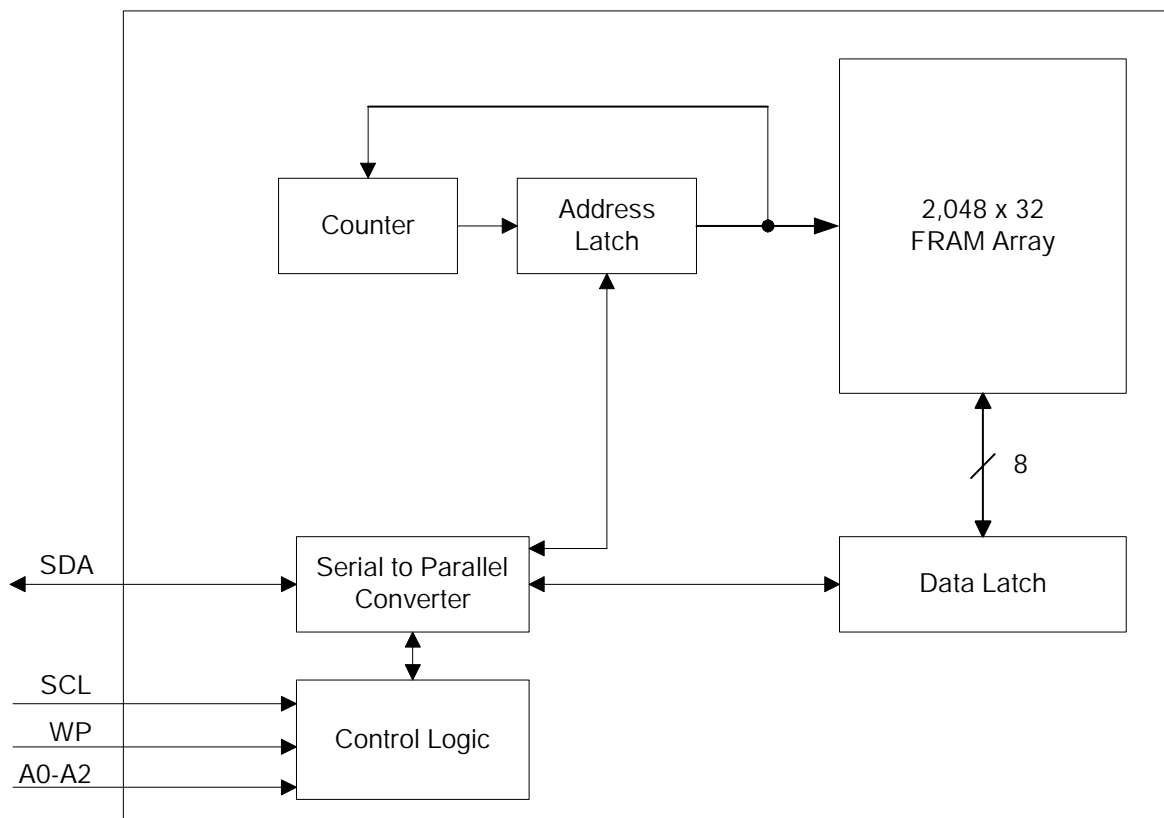 Counter
Address
Latch
2,048 x 32
FRAM Array
8
SDA
Serial to Parallel
Converter
Data Latch
SCL
WP
A0-A2
Control Logic